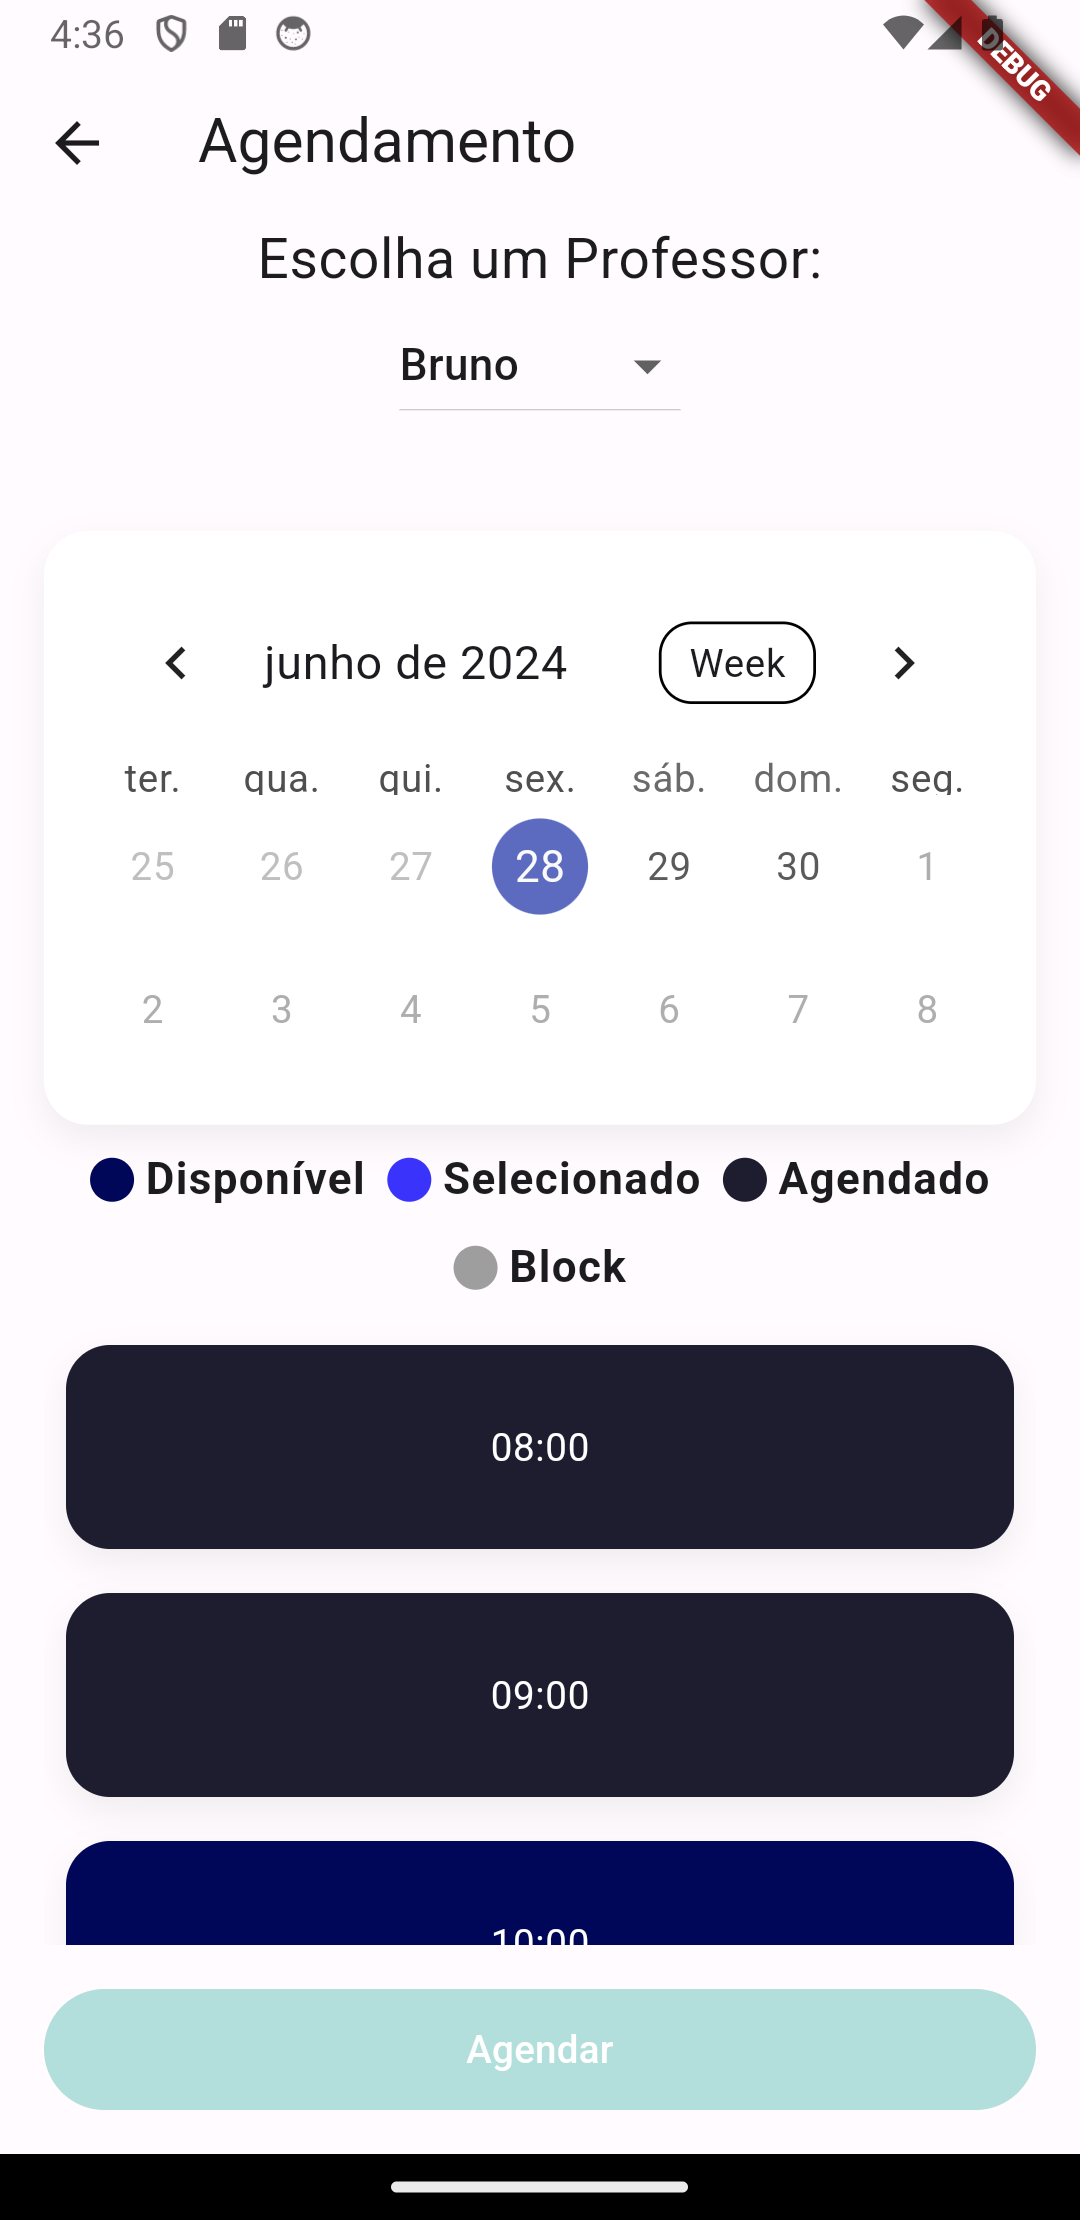 4:36
DEBUG
Agendamento
Escolha um Professor:
Bruno
junho de 2024 Week
ter. qua. qui. sex. sáb. dom. seg.
25 26 27 28 29 30 1
2 3 4 5 6 7 8
Disponível Selecionado Agendado
Block
08:00
09:00
10:00
Agendar